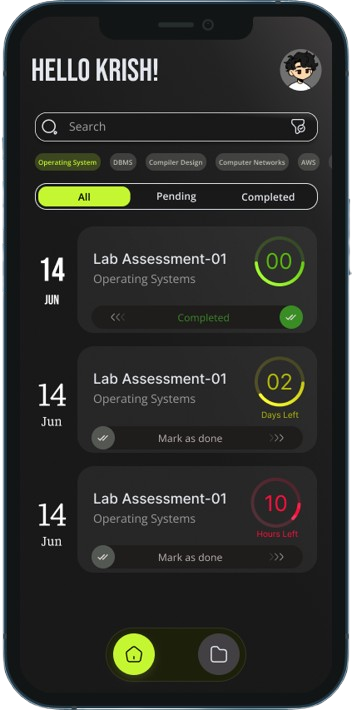 HELLO KRISH!
Search
Operating System DBMS Compiler Design Computer Networks AWS
All Pending Completed
14
JUN
Lab Assessment-01
Operating Systems
00
Completed
14
Jun
Lab Assessment-01
Operating Systems
02
Days Left
Mark as done
14
Jun
Lab Assessment-01
Operating Systems
10
Hours Left
Mark as done